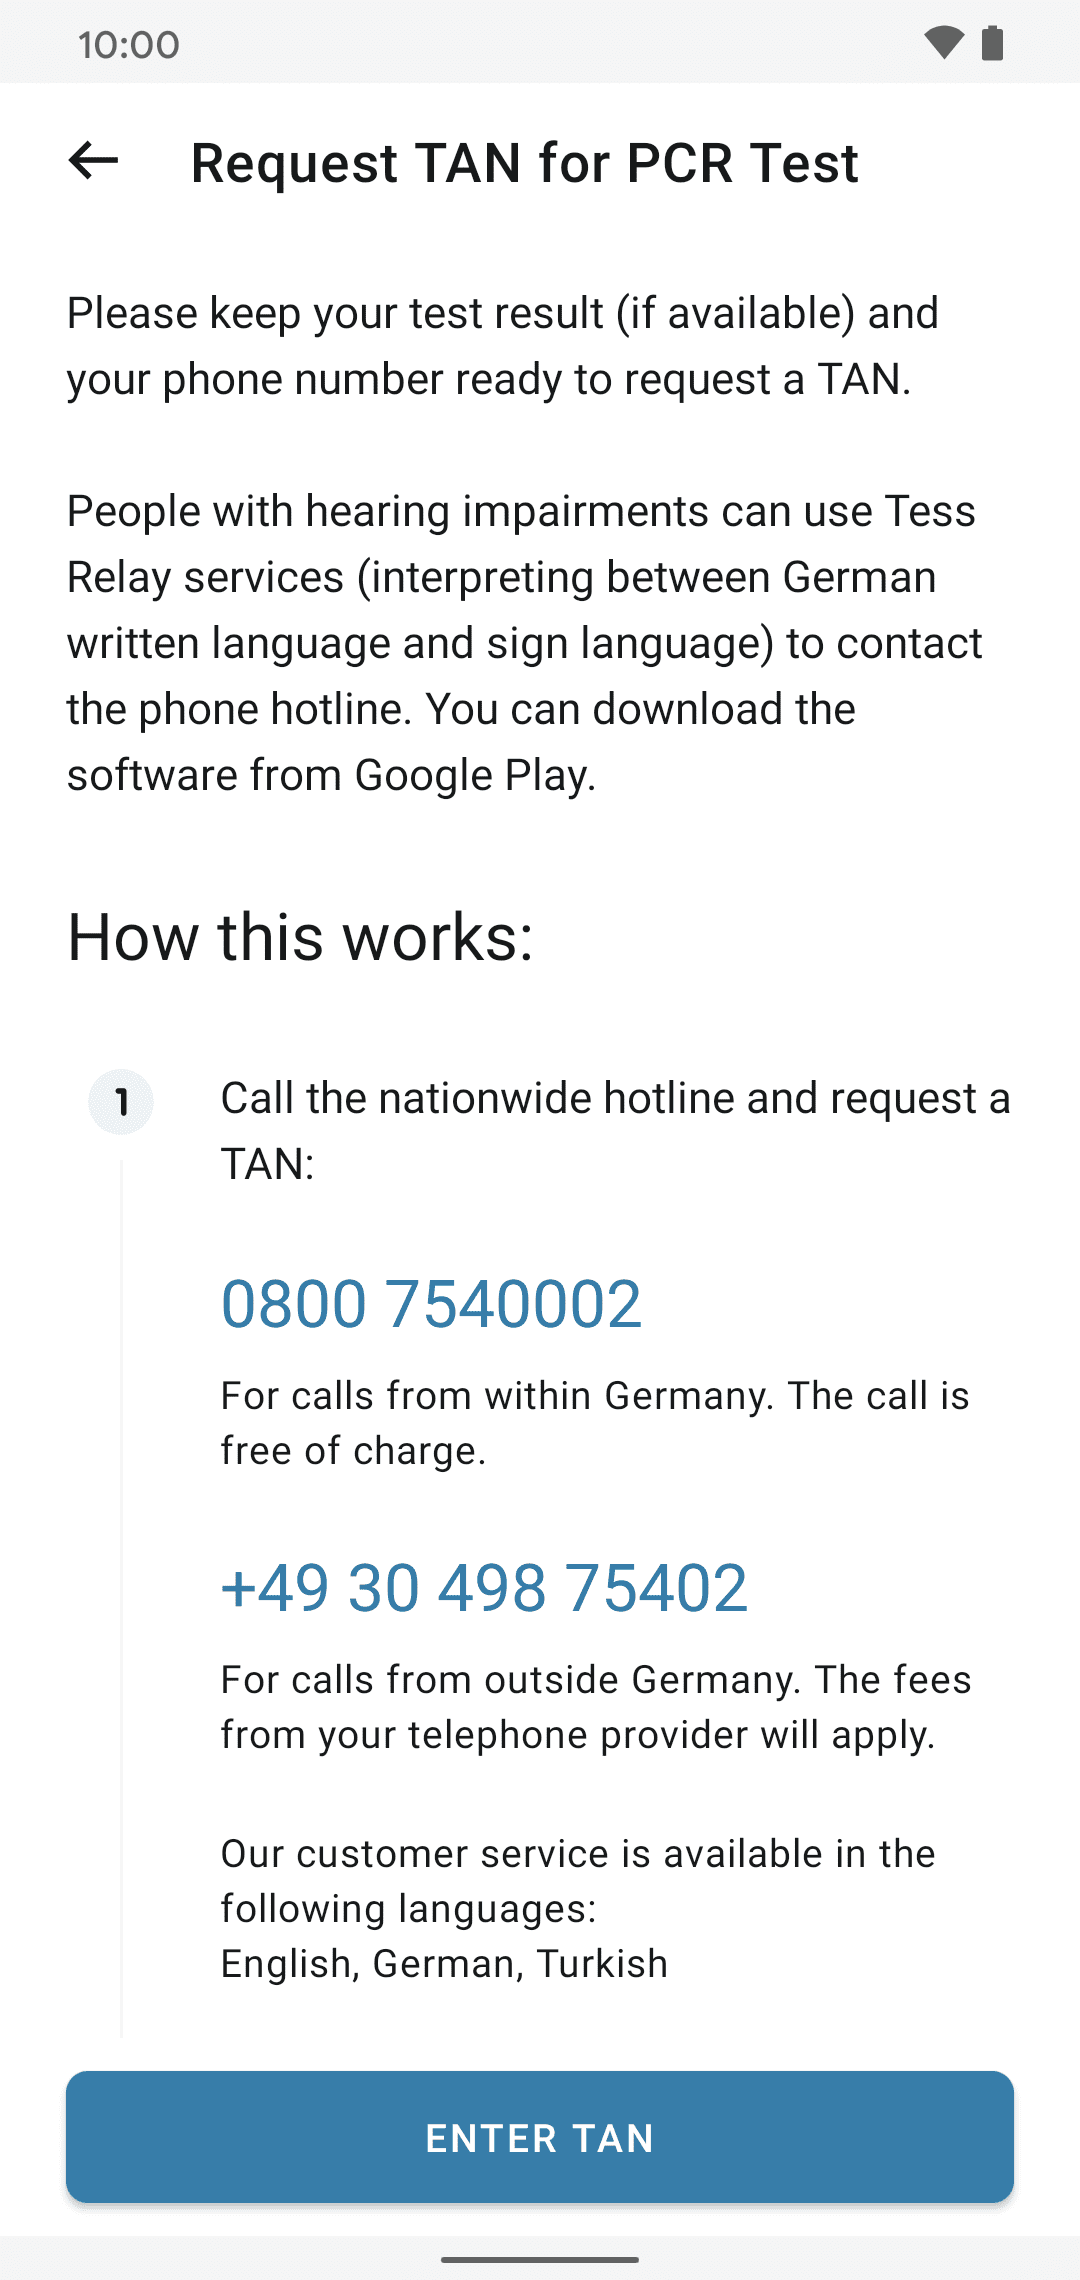 10:00
Request TAN for PCR Test
Please keep your test result (if available) and
your phone number ready to request a TAN.
People with hearing impairments can use Tess
Relay services (interpreting between German
written language and sign language) to contact
the phone hotline. You can download the
software from Google Play.
How this works:
1
Call the nationwide hotline and request a
TAN:
0800 7540002
For calls from within Germany. The call is
free of charge.
+49 30 498 75402
For calls from outside Germany. The fees
from your telephone provider will apply.
Our customer service is available in the
following languages:
English, German, Turkish
ENTER TAN